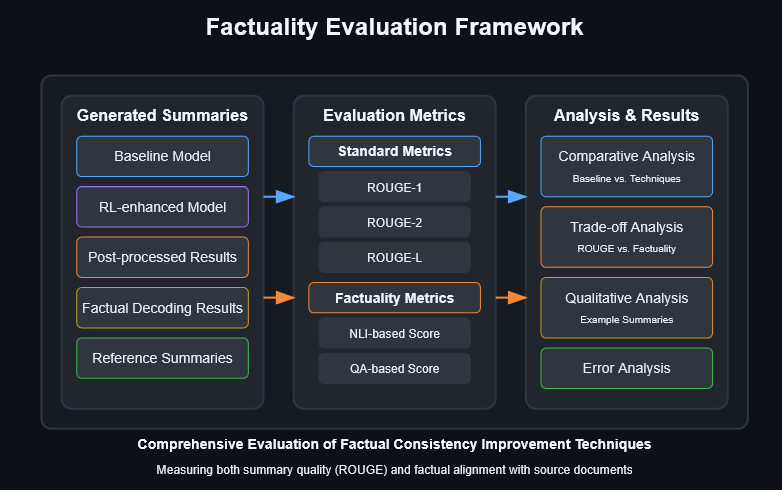 Factuality Evaluation Framework
Generated Summaries
Baseline Model
RL-enhanced Model
Post-processed Results
Factual Decoding Results
Reference Summaries
Evaluation Metrics
Standard Metrics
ROUGE-1
ROUGE-2
ROUGE-L
Factuality Metrics
NLI-based Score
QA-based Score
Analysis & Results
Comparative Analysis
Baseline vs. Techniques
Trade-off Analysis
ROUGE vs. Factuality
Qualitative Analysis
Example Summaries
Error Analysis
Comprehensive Evaluation of Factual Consistency Improvement Techniques
Measuring both summary quality (ROUGE) and factual alignment with source documents